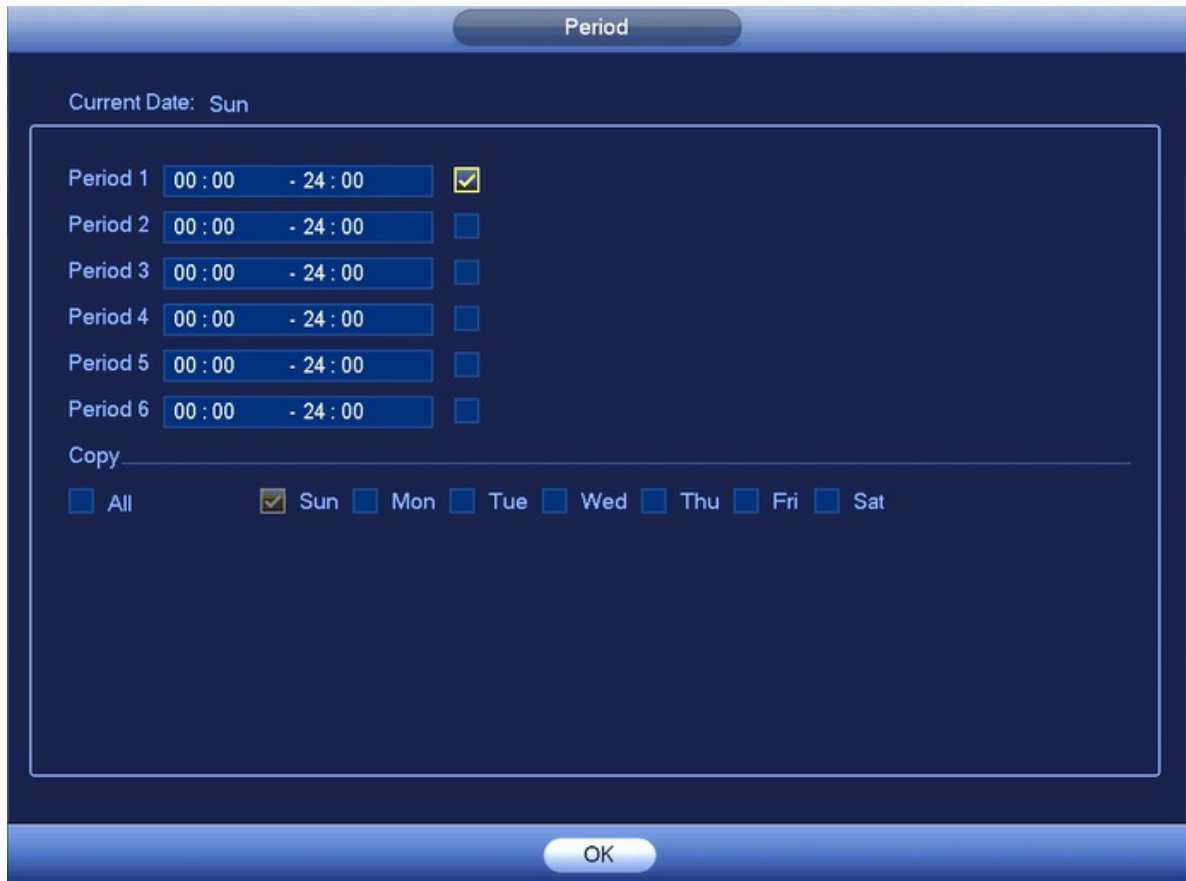 Period
Current Date: Sun
Period 1 00 : 00 - 24 : 00
Period 2 00 : 00 - 24 : 00
Period 3 00 : 00 - 24 : 00
Period 4 00 : 00 - 24 : 00
Period 5 00 : 00 - 24 : 00
Period 6 00 : 00 - 24 : 00
Copy
All Sun Mon Tue Wed Thu Fri Sat
OK